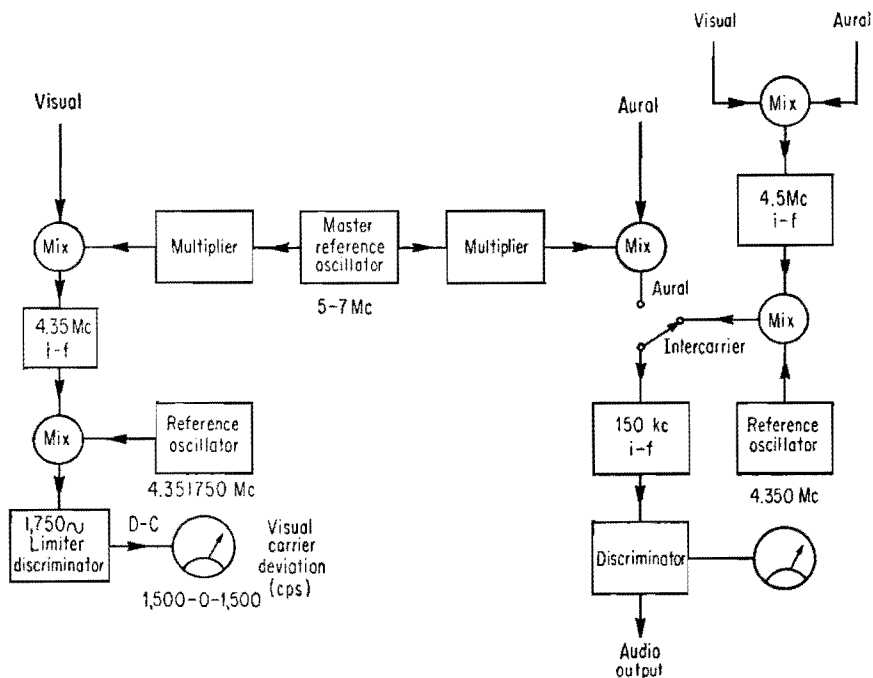 Visual
Aural
Mix
4.5Mc
i-f
Visual
Aural
Mix
Multiplier
Master
reference
oscillator
5-7 Mc
Multiplier
Mix
Aural
Intercarrier
Mix
4.35 Mc
i-f
Mix
Reference
oscillator
4.351750 Mc
150 kc
i-f
Reference
oscillator
4.350 Mc
1,750~
Limiter
discriminator
D-C
1,500-0-1,500
Visual
carrier
deviation
(cps)
Discriminator
Audio
output